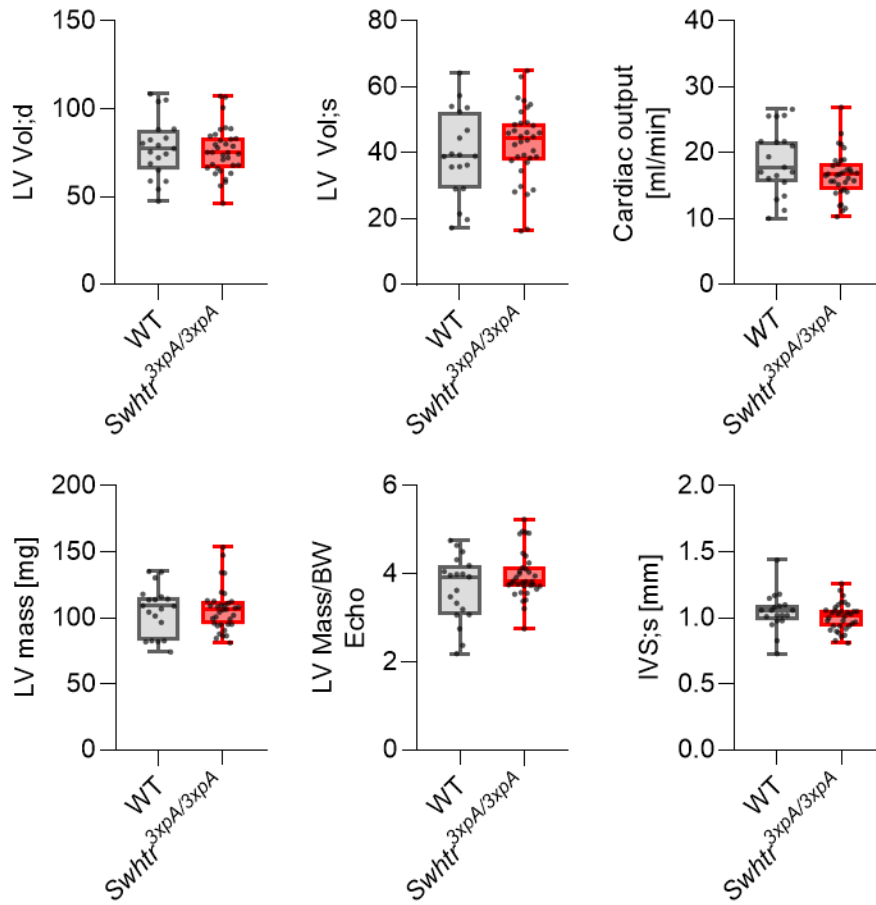 LV Vol;d
150
100
50
0
WT
Swhtr3xpA/3xpA
LV Vol;s
80
60
40
20
0
WT
Swhtr3xpA/3xpA
Cardiac output
[ml/min]
40
30
20
10
0
WT
Swhtr3xpA/3xpA
LV mass [mg]
200
150
100
50
0
WT
Swhtr3xpA/3xpA
LV Mass/BW
Echo
6
4
2
0
WT
Swhtr3xpA/3xpA
IVS;s [mm]
2.0
1.5
1.0
0.5
0.0
WT
Swhtr3xpA/3xpA